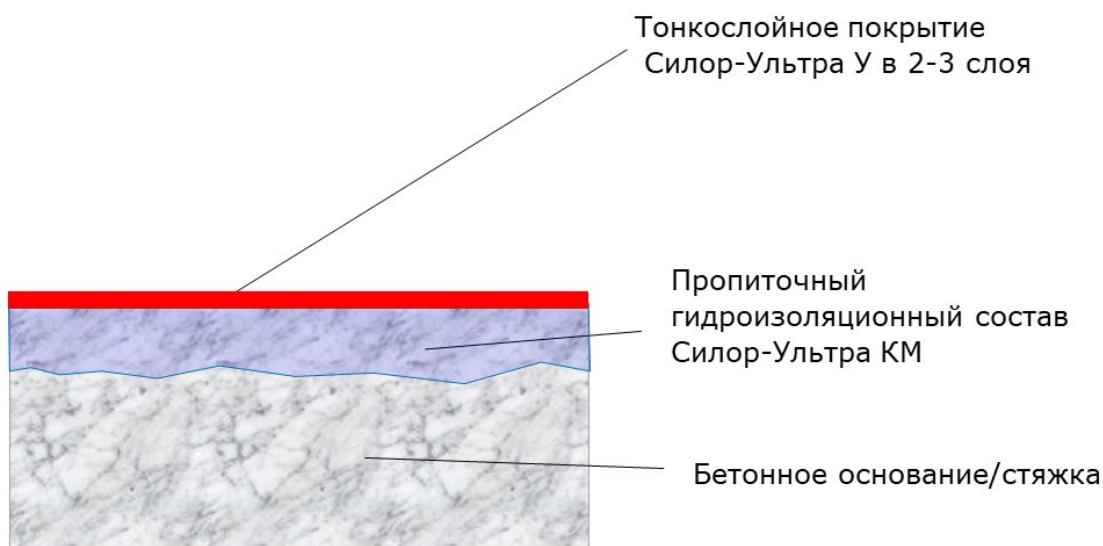 Тонкослойное покрытие
Силор-Ультра У в 2-3 слоя
Пропиточный
гидроизоляционный состав
Силор-Ультра КМ
Бетонное основание/стяжка